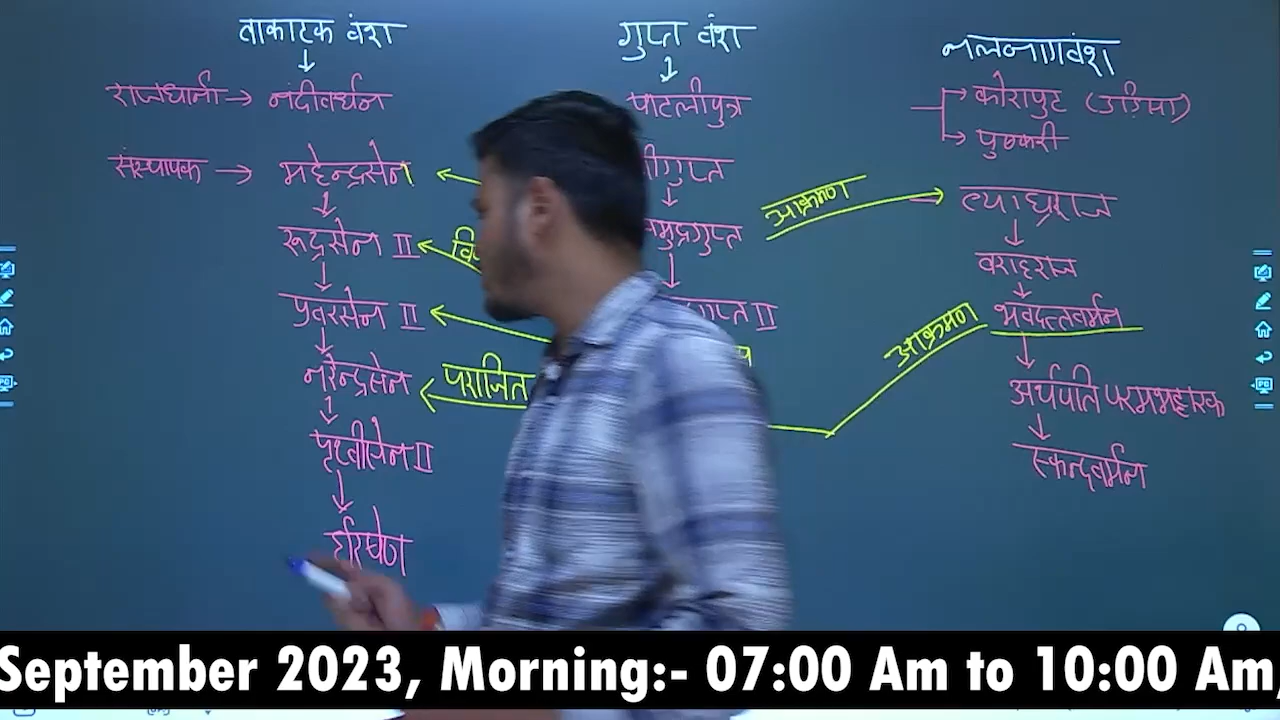 वाकाटक वंश
राजधानी → नंदीवर्धन
संस्थापक → महेन्द्रसेन
रूद्रसेन II
प्रवरसेन II
नरेन्द्रसेन
पृथ्वीसेन II
हरिषेण
पराजित
गुप्त वंश
पाटलीपुत्र
आक्रमण
आक्रमण
नलनागवंश
कोरापुट (उड़िसा)
पुष्करी
व्याघ्रराज
वराहराज
भवदत्तवर्मन
अर्थपति परमभट्टारक
स्कन्दवर्मन
September 2023, Morning:- 07:00 Am to 10:00 Am,